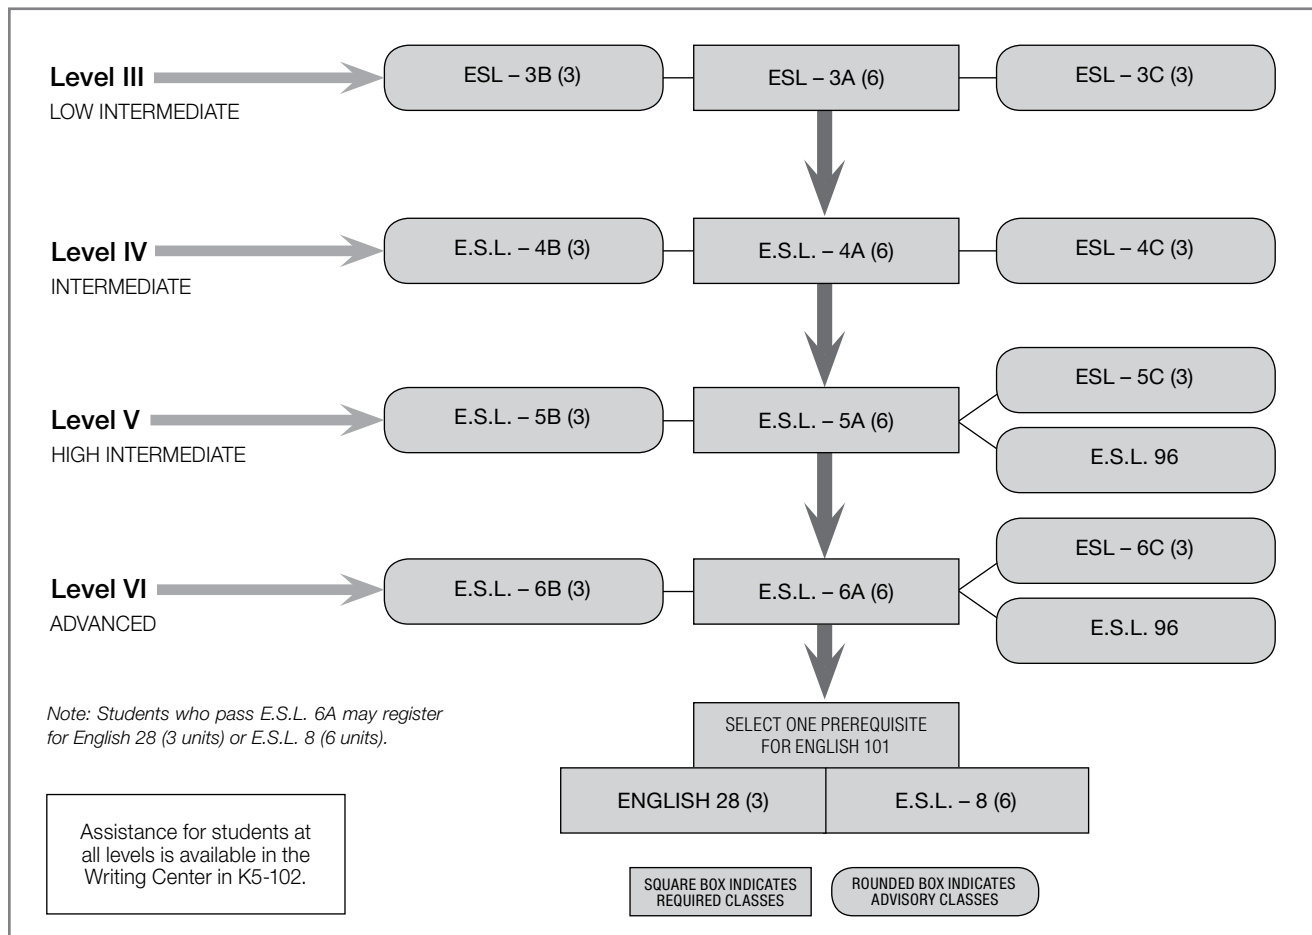 Level III
LOW INTERMEDIATE
ESL – 3B (3)
ESL – 3A (6)
ESL – 3C (3)
Level IV
INTERMEDIATE
E.S.L. – 4B (3)
E.S.L. – 4A (6)
ESL – 4C (3)
Level V
HIGH INTERMEDIATE
E.S.L. – 5B (3)
E.S.L. – 5A (6)
ESL – 5C (3)
E.S.L. 96
Level VI
ADVANCED
E.S.L. – 6B (3)
E.S.L. – 6A (6)
ESL – 6C (3)
E.S.L. 96
Note: Students who pass E.S.L. 6A may register
for English 28 (3 units) or E.S.L. 8 (6 units).
SELECT ONE PREREQUISITE
FOR ENGLISH 101
ENGLISH 28 (3)
E.S.L. – 8 (6)
Assistance for students at
all levels is available in the
Writing Center in K5-102.
SQUARE BOX INDICATES
REQUIRED CLASSES
ROUNDED BOX INDICATES
ADVISORY CLASSES